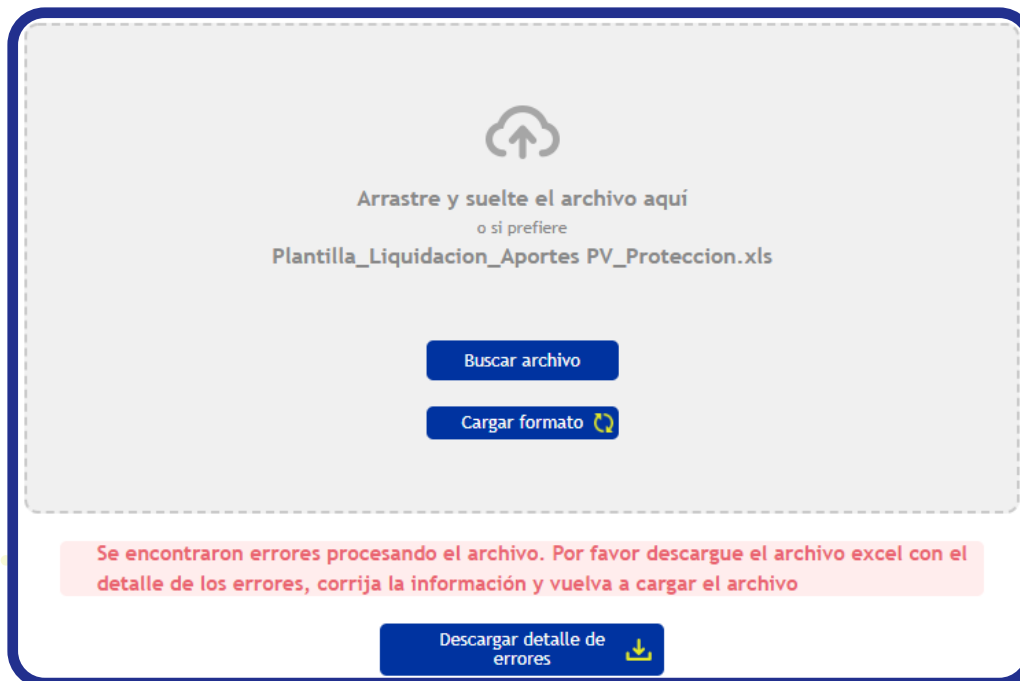 Arrastre y suelte el archivo aquí
o si prefiere
Plantilla_Liquidacion_Aportes PV_Proteccion.xls
Buscar archivo
Cargar formato
Se encontraron errores procesando el archivo. Por favor descargue el archivo excel con el
detalle de los errores, corrija la información y vuelva a cargar el archivo
Descargar detalle de
errores